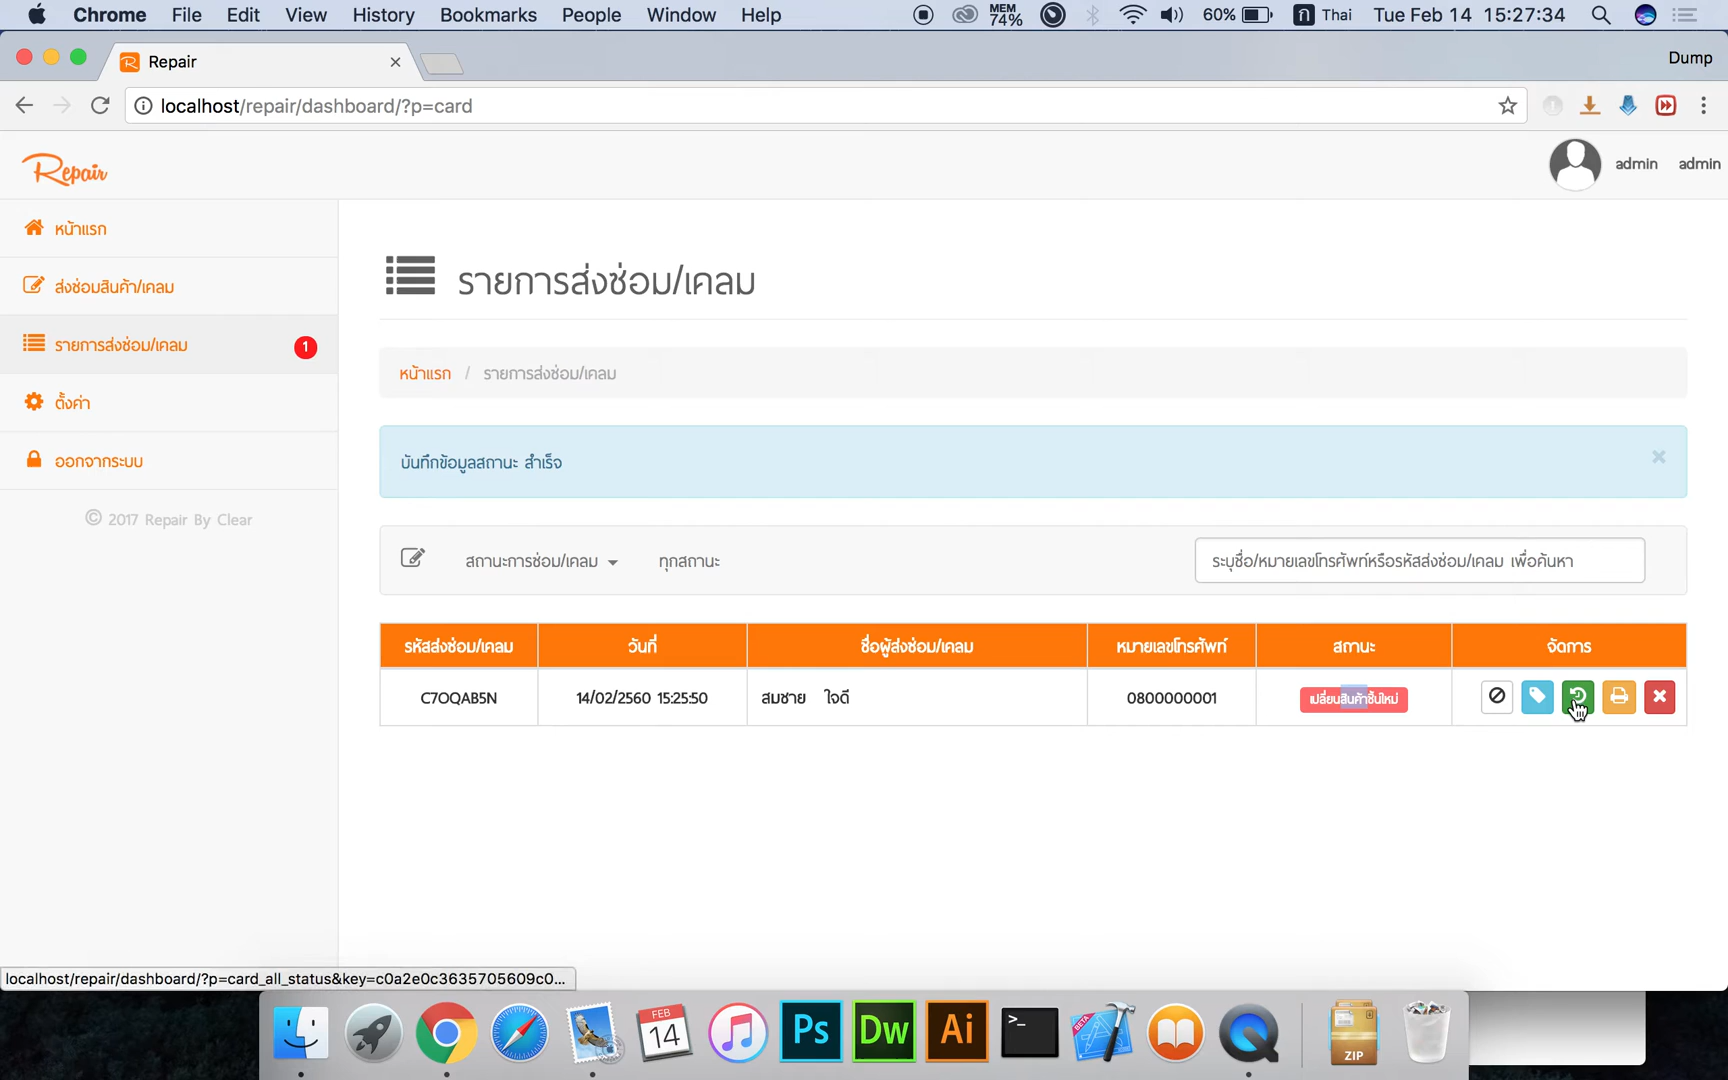 Chrome File Edit View History Bookmarks People Window Help MEM 74% 60% ก Thai Tue Feb 14 15:27:34
Repair Dump
localhost/repair/dashboard/?p=card
Repair admin admin
หน้าแรก
ส่งซ่อมสินค้า/เคลม
รายการส่งซ่อม/เคลม 1
ตั้งค่า
ออกจากระบบ
© 2017 Repair By Clear
รายการส่งซ่อม/เคลม
หน้าแรก / รายการส่งซ่อม/เคลม
บันทึกข้อมูลสถานะ สำเร็จ ×
สถานะการซ่อม/เคลม ทุกสถานะ ระบุชื่อ/หมายเลขโทรศัพท์หรือรหัสส่งซ่อม/เคลม เพื่อค้นหา
รหัสส่งซ่อม/เคลม วันที่ ชื่อผู้ส่งซ่อม/เคลม หมายเลขโทรศัพท์ สถานะ จัดการ
C7OQAB5N 14/02/2560 15:25:50 สมชาย ใจดี 0800000001 เปลี่ยนสินค้าชิ้นใหม่
localhost/repair/dashboard/?p=card_all_status&key=c0a2e0c3635705609c0...
FEB 14 Ps Dw Ai >_ BETA ZIP